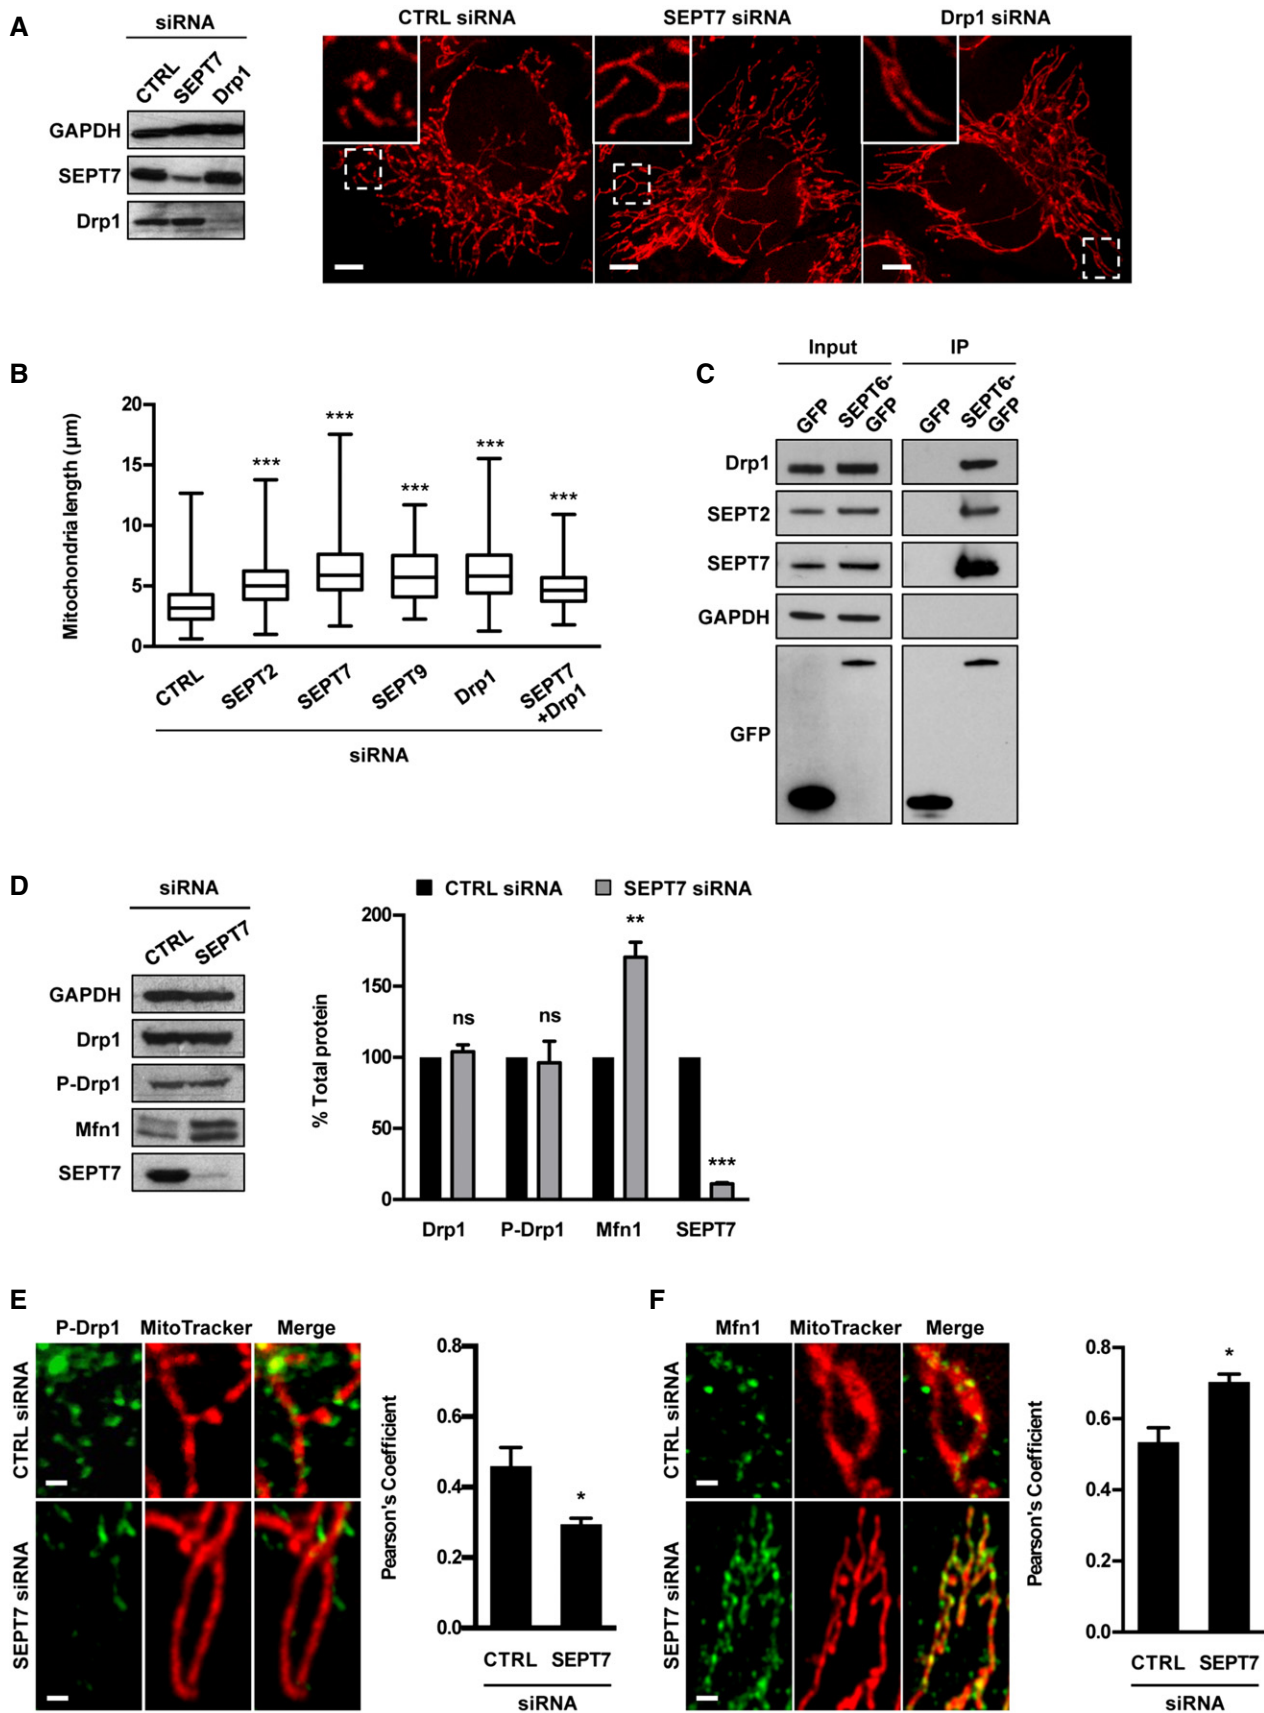 A
siRNA
CTRL SEPT7 Drp1
GAPDH
SEPT7
Drp1
CTRL siRNA SEPT7 siRNA Drp1 siRNA
B
Mitochondria length (µm)
20
15
10
5
0
*** *** *** *** ***
CTRL SEPT2 SEPT7 SEPT9 Drp1 SEPT7 +Drp1
siRNA
C
Input IP
GFP SEPT6-GFP GFP SEPT6-GFP
Drp1
SEPT2
SEPT7
GAPDH
GFP
D
siRNA
CTRL SEPT7
GAPDH
Drp1
P-Drp1
Mfn1
SEPT7
CTRL siRNA SEPT7 siRNA
% Total protein
200
150
100
50
0
ns ns ** ***
Drp1 P-Drp1 Mfn1 SEPT7
E
P-Drp1 MitoTracker Merge
CTRL siRNA
SEPT7 siRNA
Pearson's Coefficient
0.8
0.6
0.4
0.2
0.0
*
CTRL SEPT7
siRNA
F
Mfn1 MitoTracker Merge
CTRL siRNA
SEPT7 siRNA
Pearson's Coefficient
0.8
0.6
0.4
0.2
0.0
*
CTRL SEPT7
siRNA